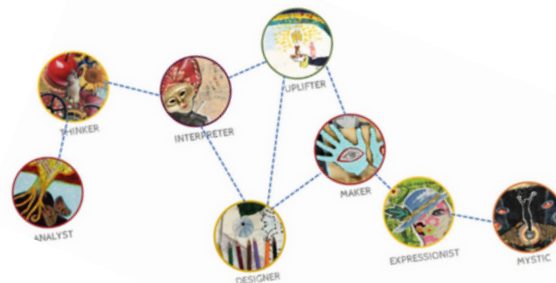 THINKER
INTERPRETER
UPLIFTER
ANALYST
MAKER
DESIGNER
EXPRESSIONIST
MYSTIC